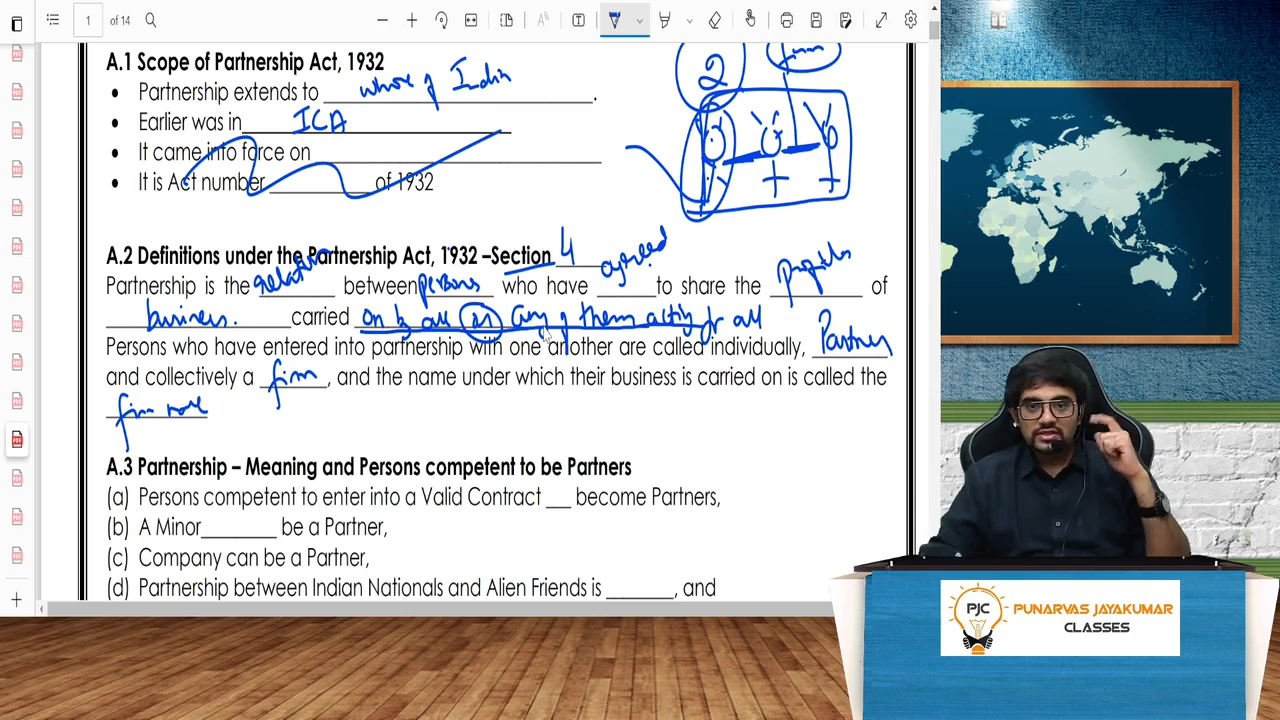 1 of 14
A.1 Scope of Partnership Act, 1932
• Partnership extends to whole of India.
• Earlier was in ICA
• It came into force on
• It is Act number of 1932
2
firm
A.2 Definitions under the Partnership Act, 1932 –Section 4
Partnership is the relation between persons who have agreed to share the profits of
business. carried on by all or any of them acting for all
Persons who have entered into partnership with one another are called individually, Partner
and collectively a firm, and the name under which their business is carried on is called the
firm name
A.3 Partnership – Meaning and Persons competent to be Partners
(a) Persons competent to enter into a Valid Contract ___ become Partners,
(b) A Minor________ be a Partner,
(c) Company can be a Partner,
(d) Partnership between Indian Nationals and Alien Friends is _______, and
PJC PUNARVAS JAYAKUMAR
CLASSES